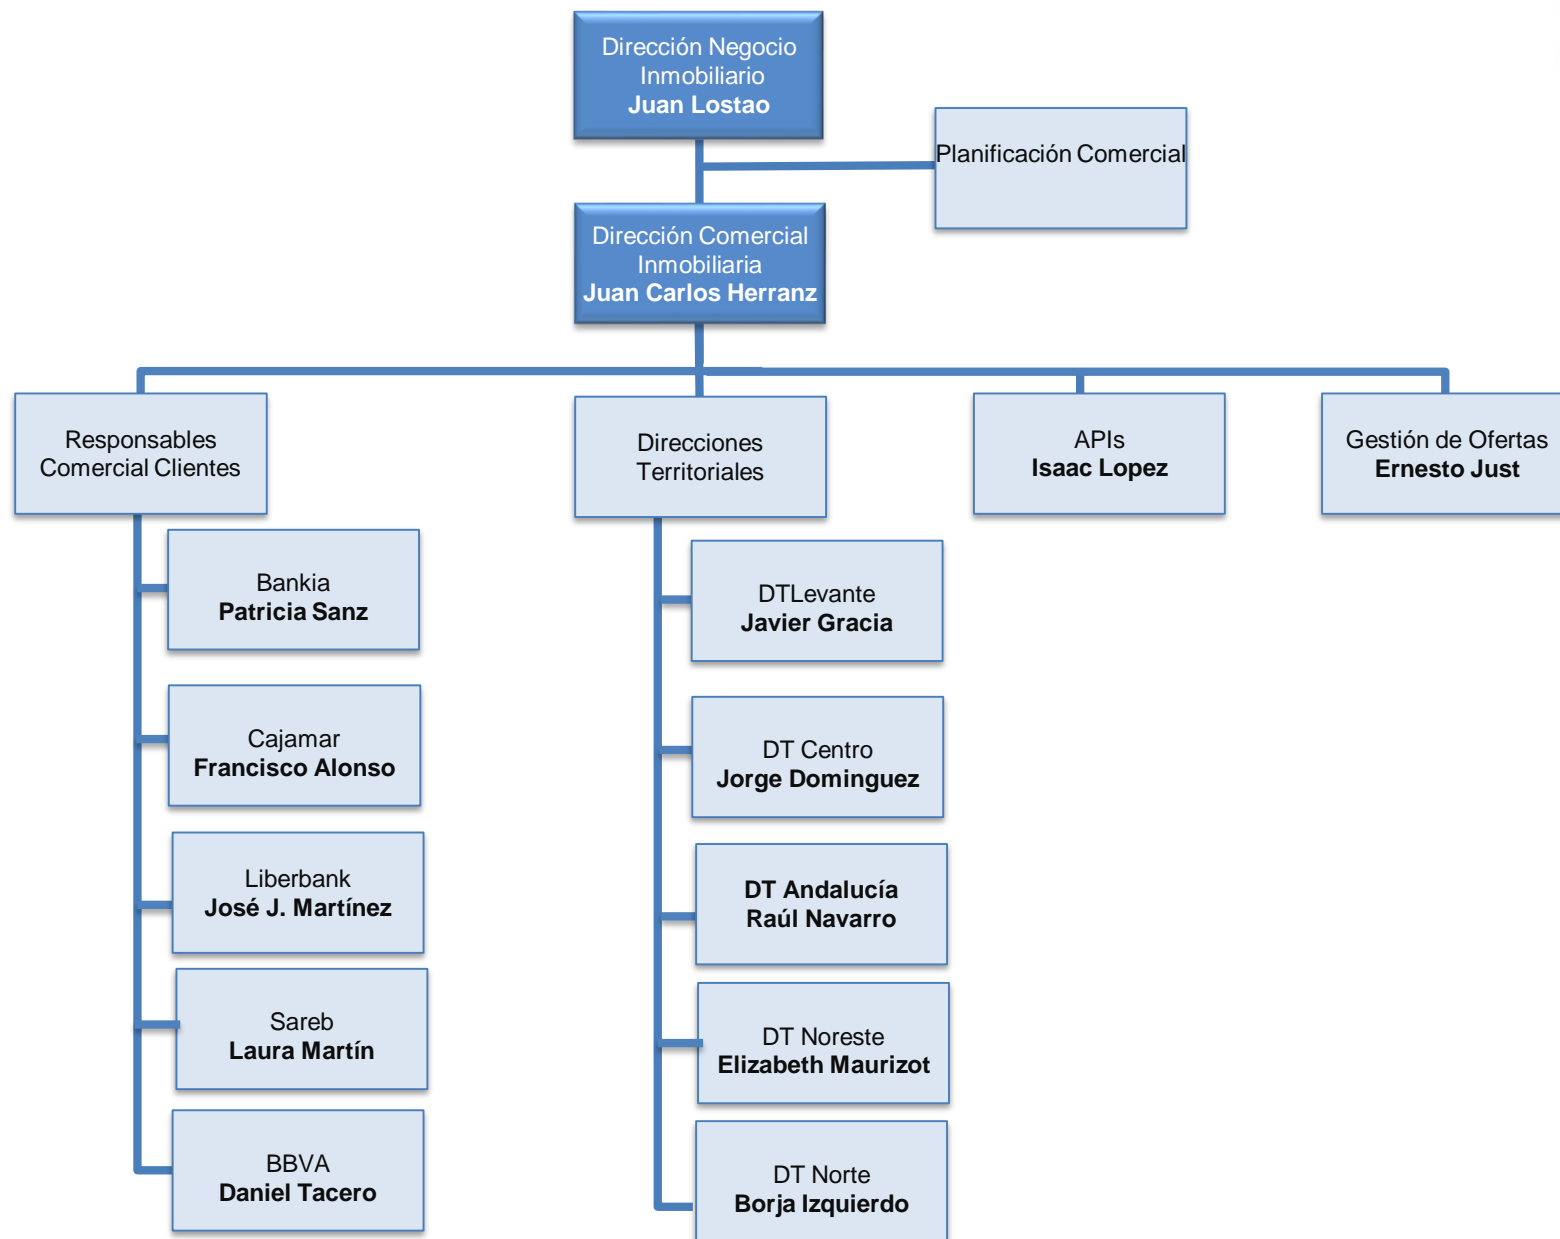 Dirección Negocio
Inmobiliario
Juan Lostao
Planificación Comercial
Dirección Comercial
Inmobiliaria
Juan Carlos Herranz
Responsables
Comercial Clientes
Direcciones
Territoriales
APIs
Isaac Lopez
Gestión de Ofertas
Ernesto Just
Bankia
Patricia Sanz
Cajamar
Francisco Alonso
Liberbank
José J. Martínez
Sareb
Laura Martín
BBVA
Daniel Tacero
DTLevante
Javier Gracia
DT Centro
Jorge Dominguez
DT Andalucía
Raúl Navarro
DT Noreste
Elizabeth Maurizot
DT Norte
Borja Izquierdo